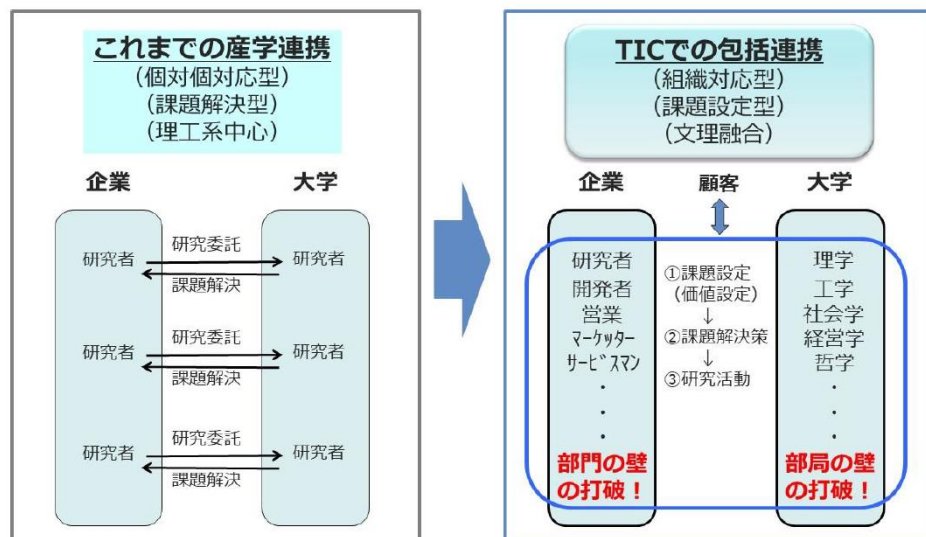 これまでの産学連携
（個対個対応型）
（課題解決型）
（理工系中心）
企業
大学
研究者
研究委託
課題解決
研究者
研究者
研究委託
課題解決
研究者
研究者
研究委託
課題解決
研究者
TICでの包括連携
（組織対応型）
（課題設定型）
（文理融合）
企業
顧客
大学
研究者
開発者
営業
ﾏｰｹｯﾀｰ
ｻｰﾋﾞｽﾏﾝ
・
・
・
部門の壁
の打破！
①課題設定
（価値設定）
↓
②課題解決策
↓
③研究活動
理学
工学
社会学
経営学
哲学
・
・
・
部局の壁
の打破！